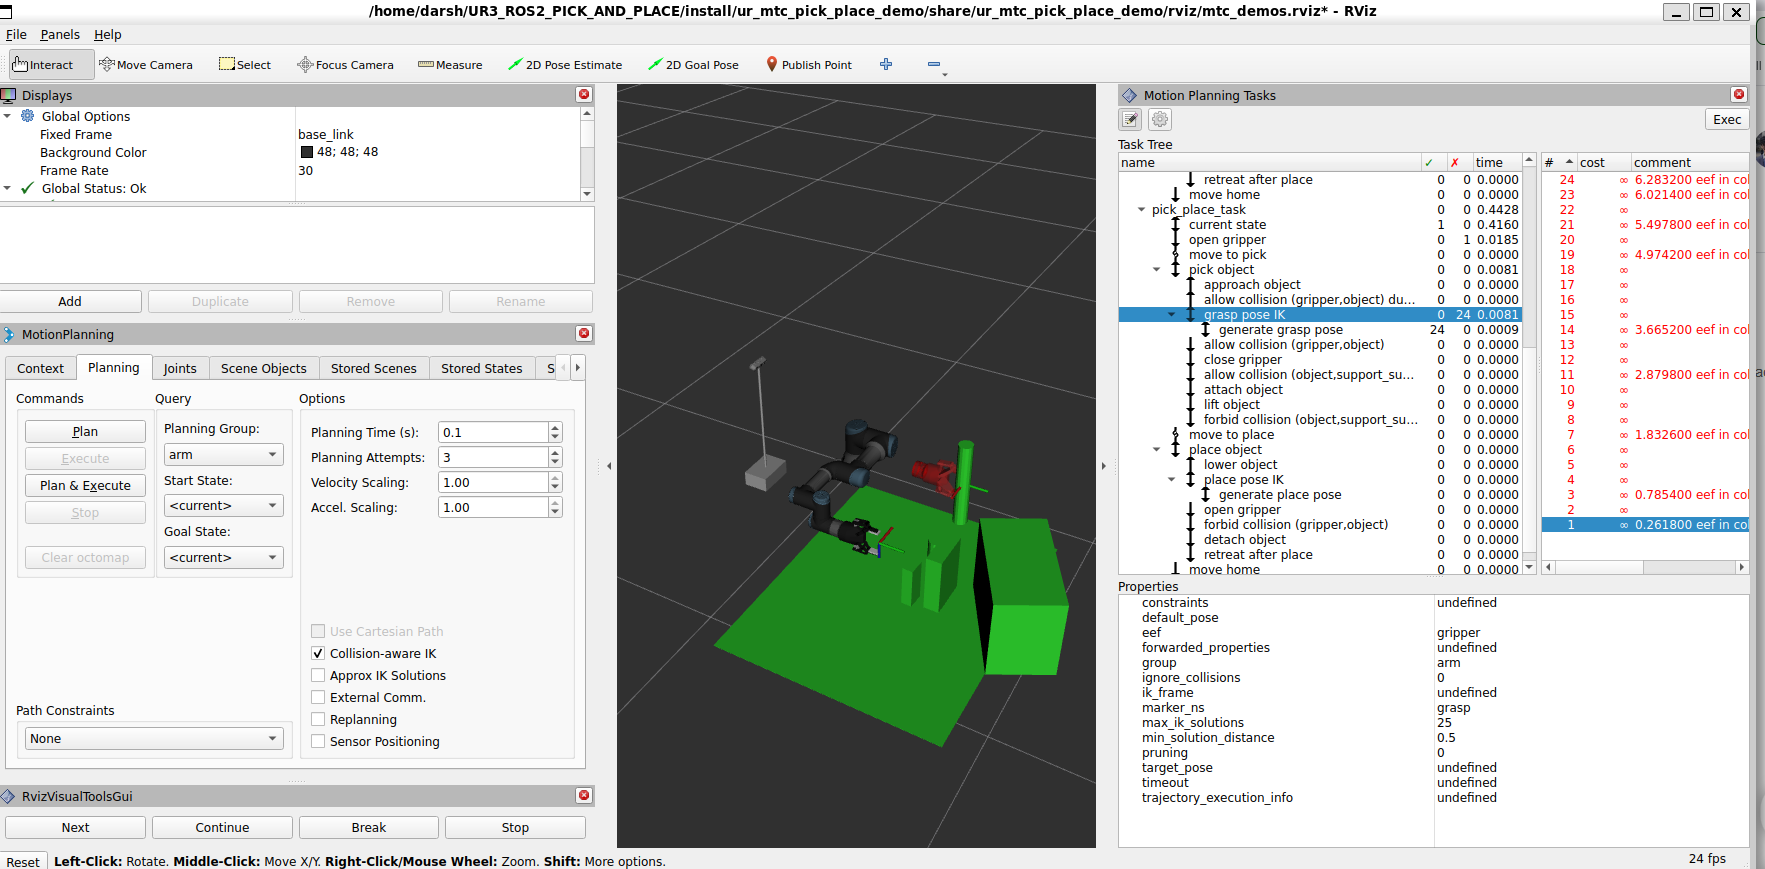 /home/darsh/UR3_ROS2_PICK_AND_PLACE/install/ur_mtc_pick_place_demo/share/ur_mtc_pick_place_demo/rviz/mtc_demos.rviz* - RViz
File Panels Help
Interact Move Camera Select Focus Camera Measure 2D Pose Estimate 2D Goal Pose Publish Point
Displays
Global Options
Fixed Frame base_link
Background Color 48; 48; 48
Frame Rate 30
Global Status: Ok
Add Duplicate Remove Rename
MotionPlanning
Context Planning Joints Scene Objects Stored Scenes Stored States S
Commands Query Options
Plan
Execute
Plan & Execute
Stop
Clear octomap
Planning Group:
arm
Start State:
<current>
Goal State:
<current>
Planning Time (s): 0.1
Planning Attempts: 3
Velocity Scaling: 1.00
Accel. Scaling: 1.00
Use Cartesian Path
Collision-aware IK
Approx IK Solutions
External Comm.
Replanning
Sensor Positioning
Path Constraints
None
RvizVisualToolsGui
Next Continue Break Stop
Reset Left-Click: Rotate. Middle-Click: Move X/Y. Right-Click/Mouse Wheel: Zoom. Shift: More options.
Motion Planning Tasks
Exec
Task Tree
name ✓ ✗ time
retreat after place 0 0 0.0000
move home 0 0 0.0000
pick_place_task 0 0 0.4428
current state 1 0 0.4160
open gripper 0 1 0.0185
move to pick 0 0 0.0000
pick object 0 0 0.0081
approach object 0 0 0.0000
allow collision (gripper,object) du... 0 0 0.0000
grasp pose IK 0 24 0.0081
generate grasp pose 24 0 0.0009
allow collision (gripper,object) 0 0 0.0000
close gripper 0 0 0.0000
allow collision (object,support_su... 0 0 0.0000
attach object 0 0 0.0000
lift object 0 0 0.0000
forbid collision (object,support_su... 0 0 0.0000
move to place 0 0 0.0000
place object 0 0 0.0000
lower object 0 0 0.0000
place pose IK 0 0 0.0000
generate place pose 0 0 0.0000
open gripper 0 0 0.0000
forbid collision (gripper,object) 0 0 0.0000
detach object 0 0 0.0000
retreat after place 0 0 0.0000
move home 0 0 0.0000
# cost comment
24 ∞ 6.283200 eef in col
23 ∞ 6.021400 eef in col
22 ∞
21 ∞ 5.497800 eef in col
20 ∞
19 ∞ 4.974200 eef in col
18 ∞
17 ∞
16 ∞
15 ∞
14 ∞ 3.665200 eef in col
13 ∞
12 ∞
11 ∞ 2.879800 eef in col
10 ∞
9 ∞
8 ∞
7 ∞ 1.832600 eef in col
6 ∞
5 ∞
4 ∞
3 ∞ 0.785400 eef in col
2 ∞
1 ∞ 0.261800 eef in col
Properties
constraints undefined
default_pose
eef gripper
forwarded_properties undefined
group arm
ignore_collisions 0
ik_frame undefined
marker_ns grasp
max_ik_solutions 25
min_solution_distance 0.5
pruning 0
target_pose undefined
timeout undefined
trajectory_execution_info undefined
24 fps